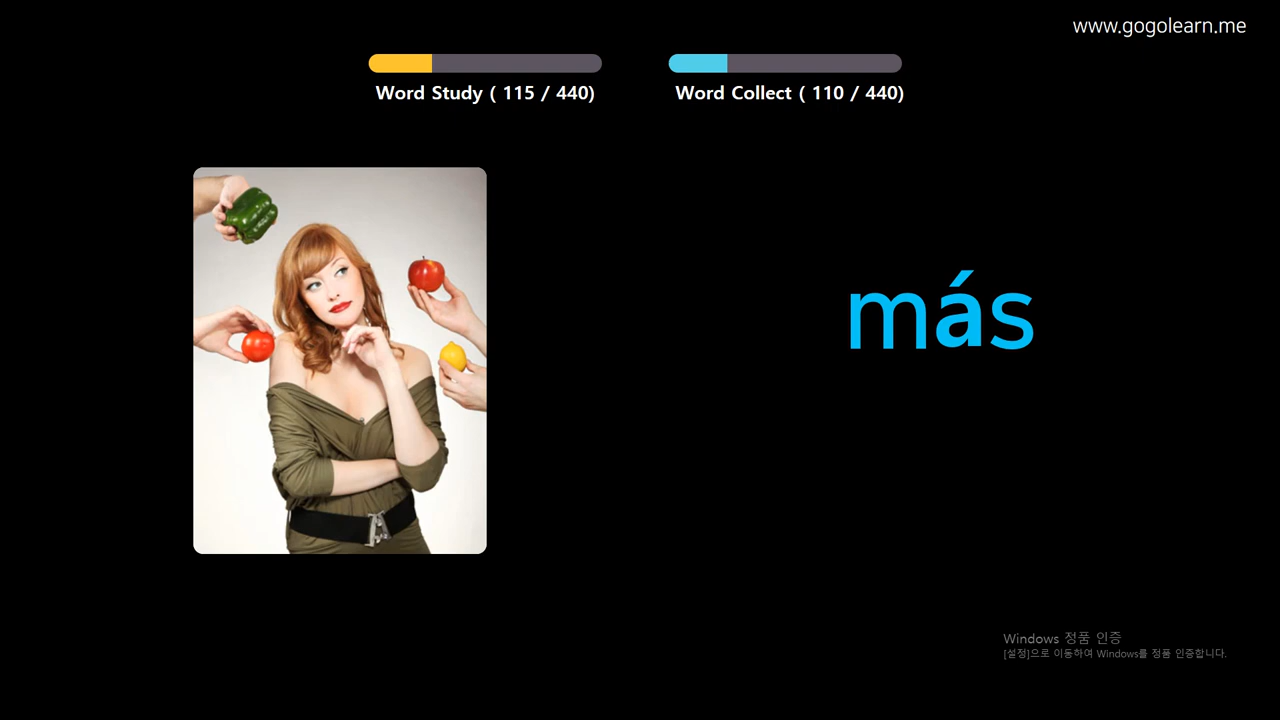 www.gogolearn.me
Word Study ( 115 / 440)
Word Collect ( 110 / 440)
más
Windows 정품 인증
[설정]으로 이동하여 Windows를 정품 인증합니다.